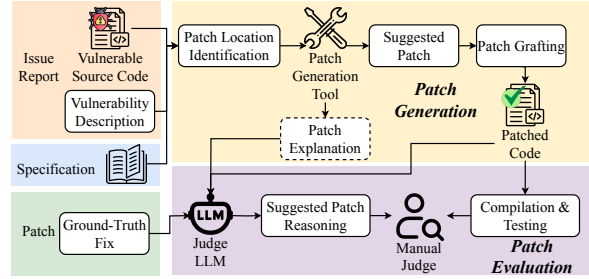 Issue
Report
Vulnerable
Source Code
Vulnerability
Description
Specification
Patch
Ground-Truth
Fix
Patch Location
Identification
Patch
Generation
Tool
Suggested
Patch
Patch Grafting
Patch
Generation
Patch
Explanation
Patched
Code
LLM
Judge
LLM
Suggested Patch
Reasoning
Manual
Judge
Compilation &
Testing
Patch
Evaluation